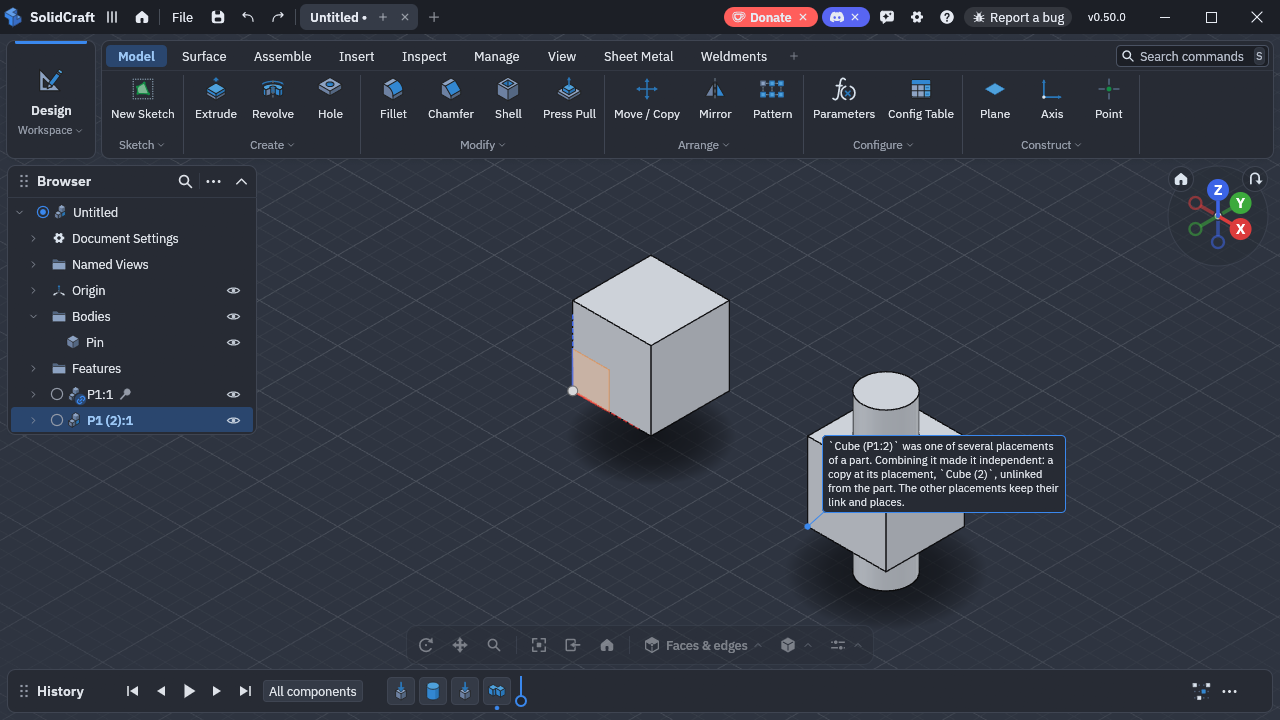 SolidCraft
File
Untitled •
Donate
Report a bug
v0.50.0
Design
Workspace
Model
Surface
Assemble
Insert
Inspect
Manage
View
Sheet Metal
Weldments
Search commands
S
New Sketch
Extrude
Revolve
Hole
Fillet
Chamfer
Shell
Press Pull
Move / Copy
Mirror
Pattern
Parameters
Config Table
Plane
Axis
Point
Sketch
Create
Modify
Arrange
Configure
Construct
Browser
Untitled
Document Settings
Named Views
Origin
Bodies
Pin
Features
P1:1
P1 (2):1
Z
Y
X
`Cube (P1:2)` was one of several placements
of a part. Combining it made it independent: a
copy at its placement, `Cube (2)`, unlinked
from the part. The other placements keep their
link and places.
Faces & edges
History
All components